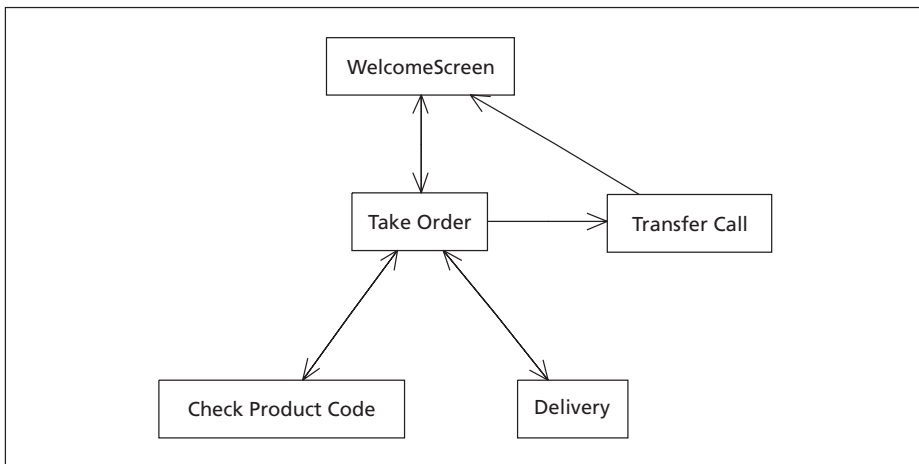 WelcomeScreen
Take Order
Transfer Call
Check Product Code
Delivery